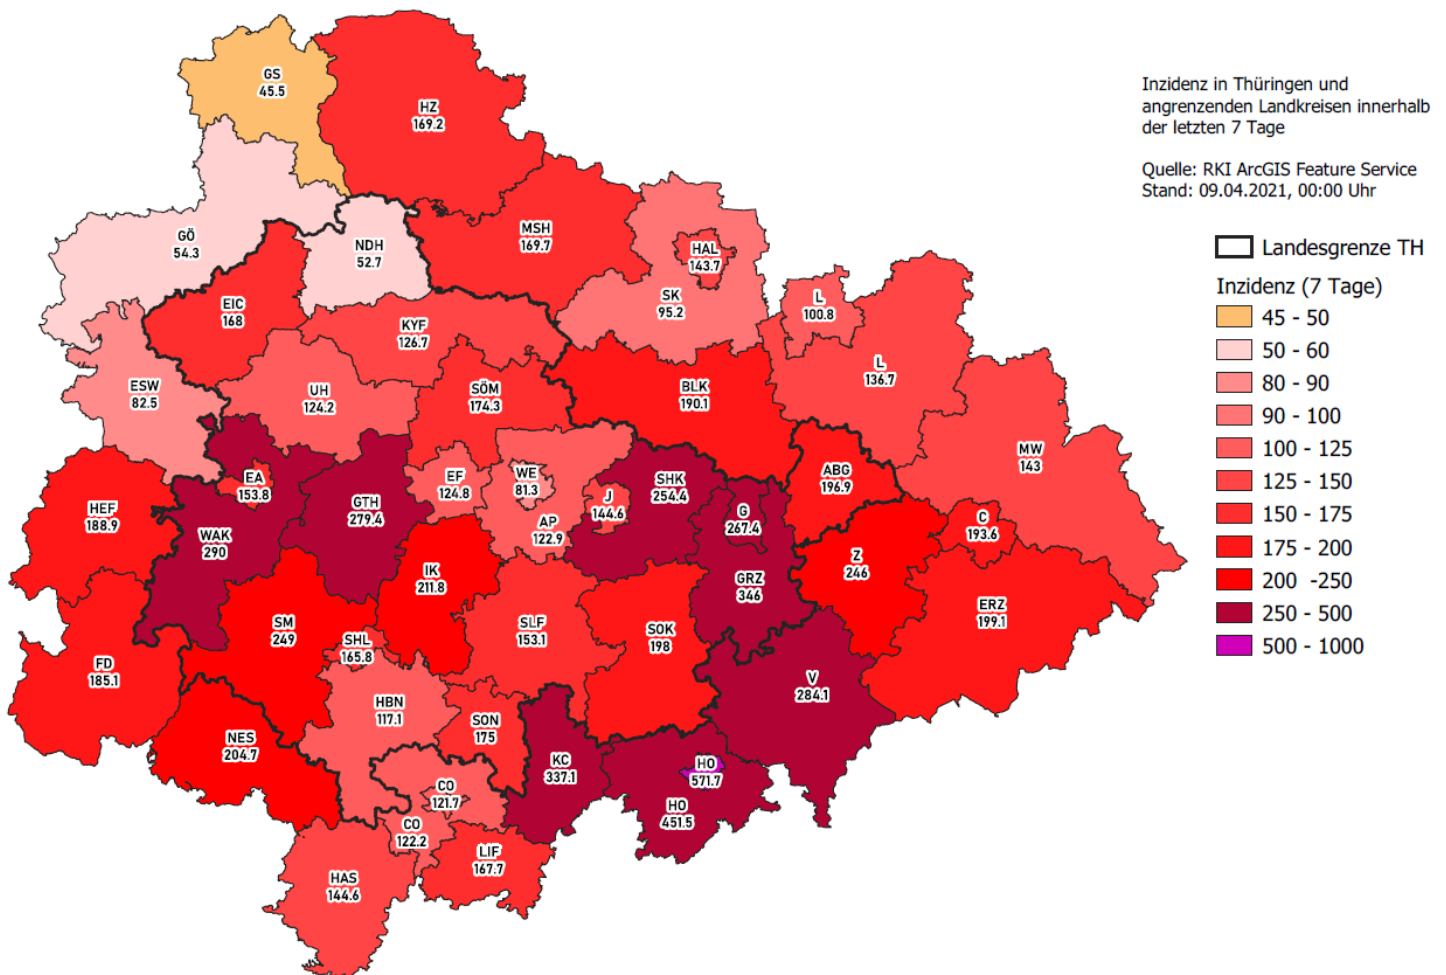 Inzidenz in Thüringen und
angrenzenden Landkreisen innerhalb
der letzten 7 Tage
Quelle: RKI ArcGIS Feature Service
Stand: 09.04.2021, 00:00 Uhr
Landesgrenze TH
Inzidenz (7 Tage)
45 - 50
50 - 60
80 - 90
90 - 100
100 - 125
125 - 150
150 - 175
175 - 200
200 -250
250 - 500
500 - 1000
GS
45.5
HZ
169.2
GÖ
54.3
NDH
52.7
MSH
169.7
HAL
143.7
EIC
168
KYF
126.7
SK
95.2
L
100.8
L
136.7
ESW
82.5
UH
124.2
SÖM
174.3
BLK
190.1
MW
143
HEF
188.9
EA
153.8
GTH
279.4
EF
124.8
WE
81.3
AP
122.9
J
144.6
SHK
254.4
G
267.4
ABG
196.9
C
193.6
WAK
290
IK
211.8
GRZ
346
Z
246
ERZ
199.1
SM
249
SHL
165.8
SLF
153.1
SOK
198
FD
185.1
V
284.1
HBN
117.1
NES
204.7
SON
175
KC
337.1
HO
571.7
HO
451.5
CO
121.7
CO
122.2
LIF
167.7
HAS
144.6